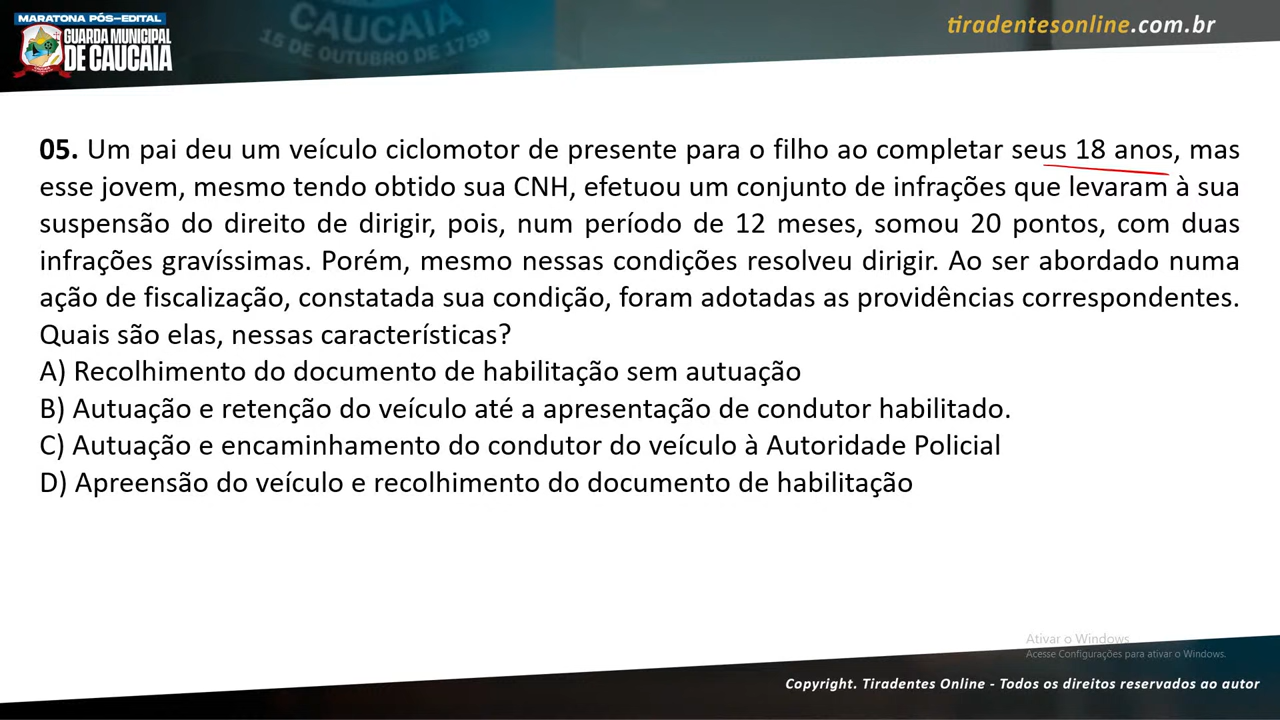 MARATONA PÓS-EDITAL
GUARDA MUNICIPAL
DE CAUCAIA
CAUCAIA
15 DE OUTUBRO DE 1759
tiradentesonline.com.br
05. Um pai deu um veículo ciclomotor de presente para o filho ao completar seus 18 anos, mas
esse jovem, mesmo tendo obtido sua CNH, efetuou um conjunto de infrações que levaram à sua
suspensão do direito de dirigir, pois, num período de 12 meses, somou 20 pontos, com duas
infrações gravíssimas. Porém, mesmo nessas condições resolveu dirigir. Ao ser abordado numa
ação de fiscalização, constatada sua condição, foram adotadas as providências correspondentes.
Quais são elas, nessas características?
A) Recolhimento do documento de habilitação sem autuação
B) Autuação e retenção do veículo até a apresentação de condutor habilitado.
C) Autuação e encaminhamento do condutor do veículo à Autoridade Policial
D) Apreensão do veículo e recolhimento do documento de habilitação
Ativar o Windows
Acesse Configurações para ativar o Windows.
Copyright. Tiradentes Online - Todos os direitos reservados ao autor